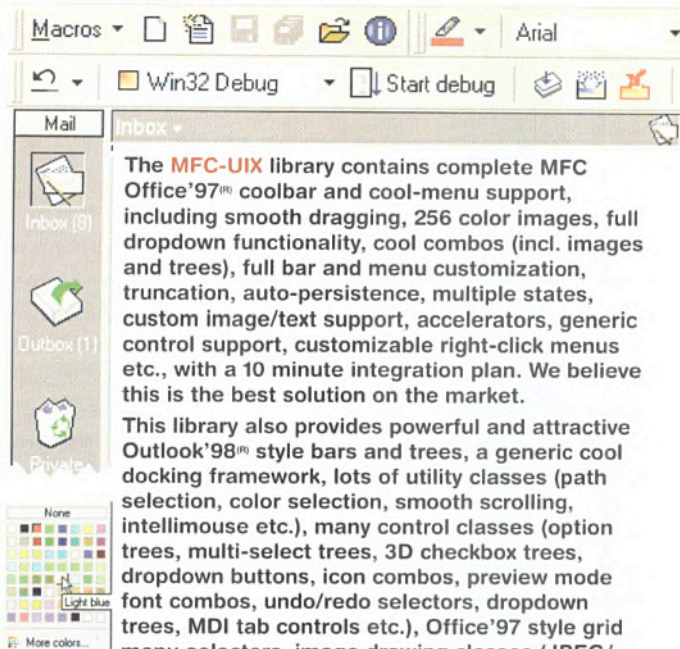 Macros
Arial
Win32 Debug
Start debug
Mail
Inbox
Inbox (8)
Outbox (1)
Private
The MFC-UIX library contains complete MFC
Office'97(R) coolbar and cool-menu support,
including smooth dragging, 256 color images, full
dropdown functionality, cool combos (incl. images
and trees), full bar and menu customization,
truncation, auto-persistence, multiple states,
custom image/text support, accelerators, generic
control support, customizable right-click menus
etc., with a 10 minute integration plan. We believe
this is the best solution on the market.
This library also provides powerful and attractive
Outlook'98(R) style bars and trees, a generic cool
docking framework, lots of utility classes (path
selection, color selection, smooth scrolling,
intellimouse etc.), many control classes (option
trees, multi-select trees, 3D checkbox trees,
dropdown buttons, icon combos, preview mode
font combos, undo/redo selectors, dropdown
trees, MDI tab controls etc.), Office'97 style grid
menu selectors, image drawing classes (JPEG/
None
Light blue
More colors...